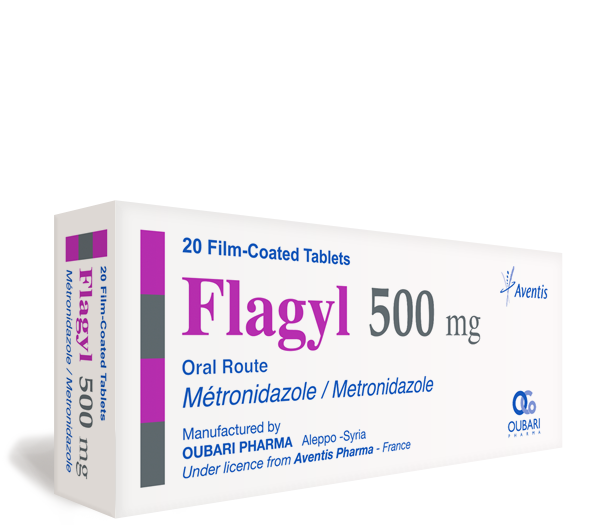 20 Film-Coated Tablets
Flagyl 500 mg
Oral Route
Métronidazole / Metronidazole
Manufactured by
OUBARI PHARMA Aleppo -Syria
Under licence from Aventis Pharma - France
Aventis
OUBARI
PHARMA
20 Film-Coated Tablets
Flagyl 500 mg
Métronidazole / Metronidazole